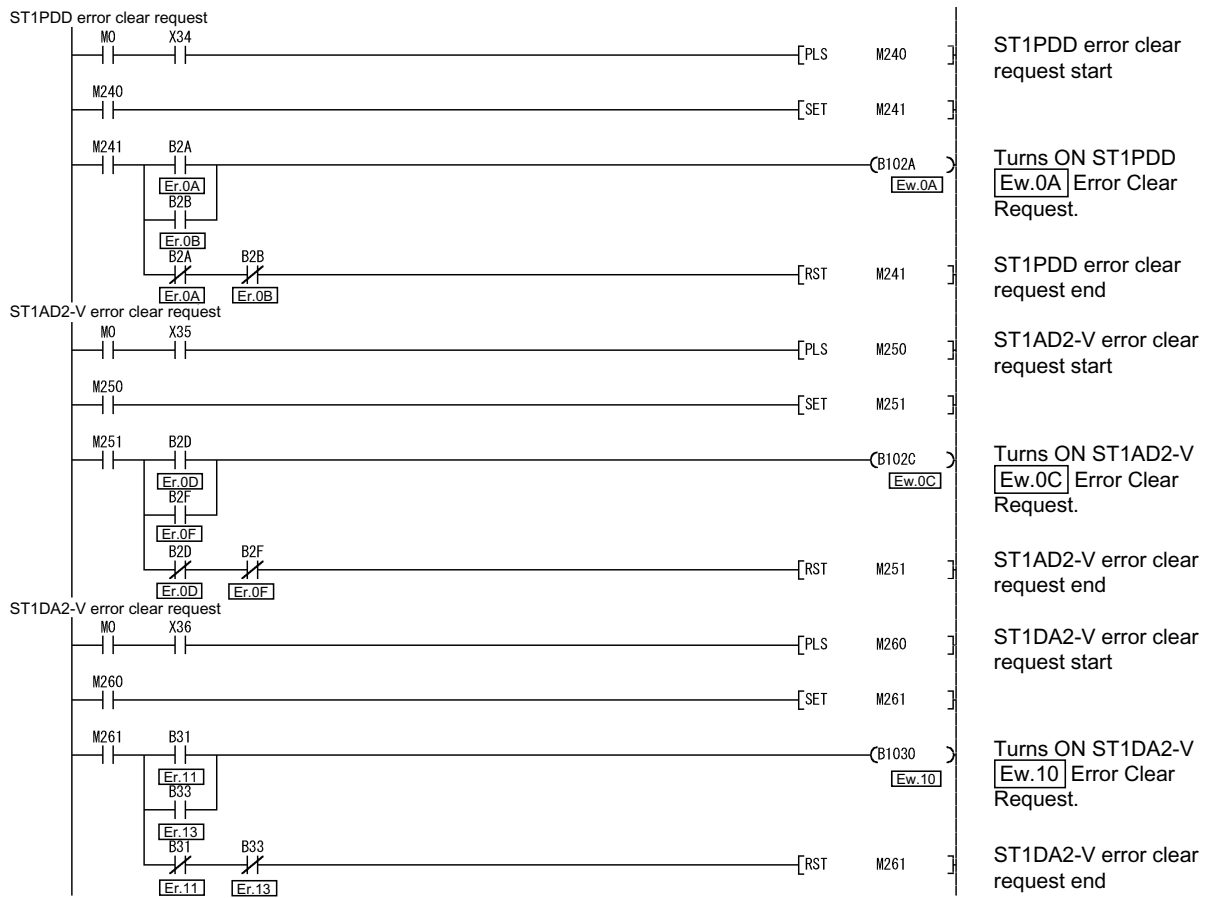 ST1PDD error clear request
M0 X34
[PLS M240 ]
ST1PDD error clear
request start
M240
[SET M241 ]
M241 B2A
(B102A )
Er.0A
Ew.0A
B2B
Er.0B
Turns ON ST1PDD
Ew.0A Error Clear
Request.
B2A B2B
[RST M241 ]
Er.0A Er.0B
ST1PDD error clear
request end
ST1AD2-V error clear request
M0 X35
[PLS M250 ]
ST1AD2-V error clear
request start
M250
[SET M251 ]
M251 B2D
(B102C )
Er.0D
Ew.0C
B2F
Er.0F
Turns ON ST1AD2-V
Ew.0C Error Clear
Request.
B2D B2F
[RST M251 ]
Er.0D Er.0F
ST1AD2-V error clear
request end
ST1DA2-V error clear request
M0 X36
[PLS M260 ]
ST1DA2-V error clear
request start
M260
[SET M261 ]
M261 B31
(B1030 )
Er.11
Ew.10
B33
Er.13
Turns ON ST1DA2-V
Ew.10 Error Clear
Request.
B31 B33
[RST M261 ]
Er.11 Er.13
ST1DA2-V error clear
request end